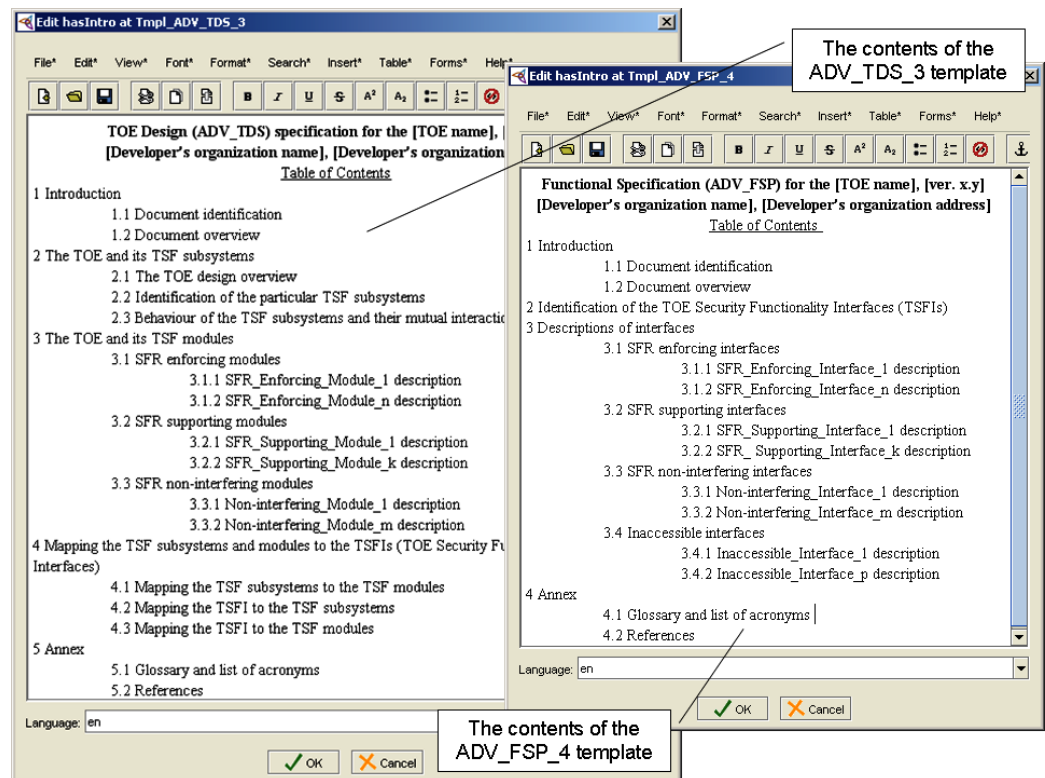 Edit hasIntro at Tmpl_ADV_TDS_3
File* Edit* View* Font* Format* Search* Insert* Table* Forms* Help*
B I U S A² A₂
TOE Design (ADV_TDS) specification for the [TOE name], [
[Developer's organization name], [Developer's organization
Table of Contents
1 Introduction
1.1 Document identification
1.2 Document overview
2 The TOE and its TSF subsystems
2.1 The TOE design overview
2.2 Identification of the particular TSF subsystems
2.3 Behaviour of the TSF subsystems and their mutual interactio
3 The TOE and its TSF modules
3.1 SFR enforcing modules
3.1.1 SFR_Enforcing_Module_1 description
3.1.2 SFR_Enforcing_Module_n description
3.2 SFR supporting modules
3.2.1 SFR_Supporting_Module_1 description
3.2.2 SFR_Supporting_Module_k description
3.3 SFR non-interfering modules
3.3.1 Non-interfering_Module_1 description
3.3.2 Non-interfering_Module_m description
4 Mapping the TSF subsystems and modules to the TSFIs (TOE Security Fu
Interfaces)
4.1 Mapping the TSF subsystems to the TSF modules
4.2 Mapping the TSFI to the TSF subsystems
4.3 Mapping the TSFI to the TSF modules
5 Annex
5.1 Glossary and list of acronyms
5.2 References
Language: en
OK Cancel
The contents of the
ADV_TDS_3 template
Edit hasIntro at Tmpl_ADV_FSP_4
File* Edit* View* Font* Format* Search* Insert* Table* Forms* Help*
B I U S A² A₂
Functional Specification (ADV_FSP) for the [TOE name], [ver. x.y]
[Developer's organization name], [Developer's organization address]
Table of Contents
1 Introduction
1.1 Document identification
1.2 Document overview
2 Identification of the TOE Security Functionality Interfaces (TSFIs)
3 Descriptions of interfaces
3.1 SFR enforcing interfaces
3.1.1 SFR_Enforcing_Interface_1 description
3.1.2 SFR_Enforcing_Interface_n description
3.2 SFR supporting interfaces
3.2.1 SFR_Supporting_Interface_1 description
3.2.2 SFR_ Supporting_Interface_k description
3.3 SFR non-interfering interfaces
3.3.1 Non-interfering_Interface_1 description
3.3.2 Non-interfering_Interface_m description
3.4 Inaccessible interfaces
3.4.1 Inaccessible_Interface_1 description
3.4.2 Inaccessible_Interface_p description
4 Annex
4.1 Glossary and list of acronyms
4.2 References
Language: en
OK Cancel
The contents of the
ADV_FSP_4 template